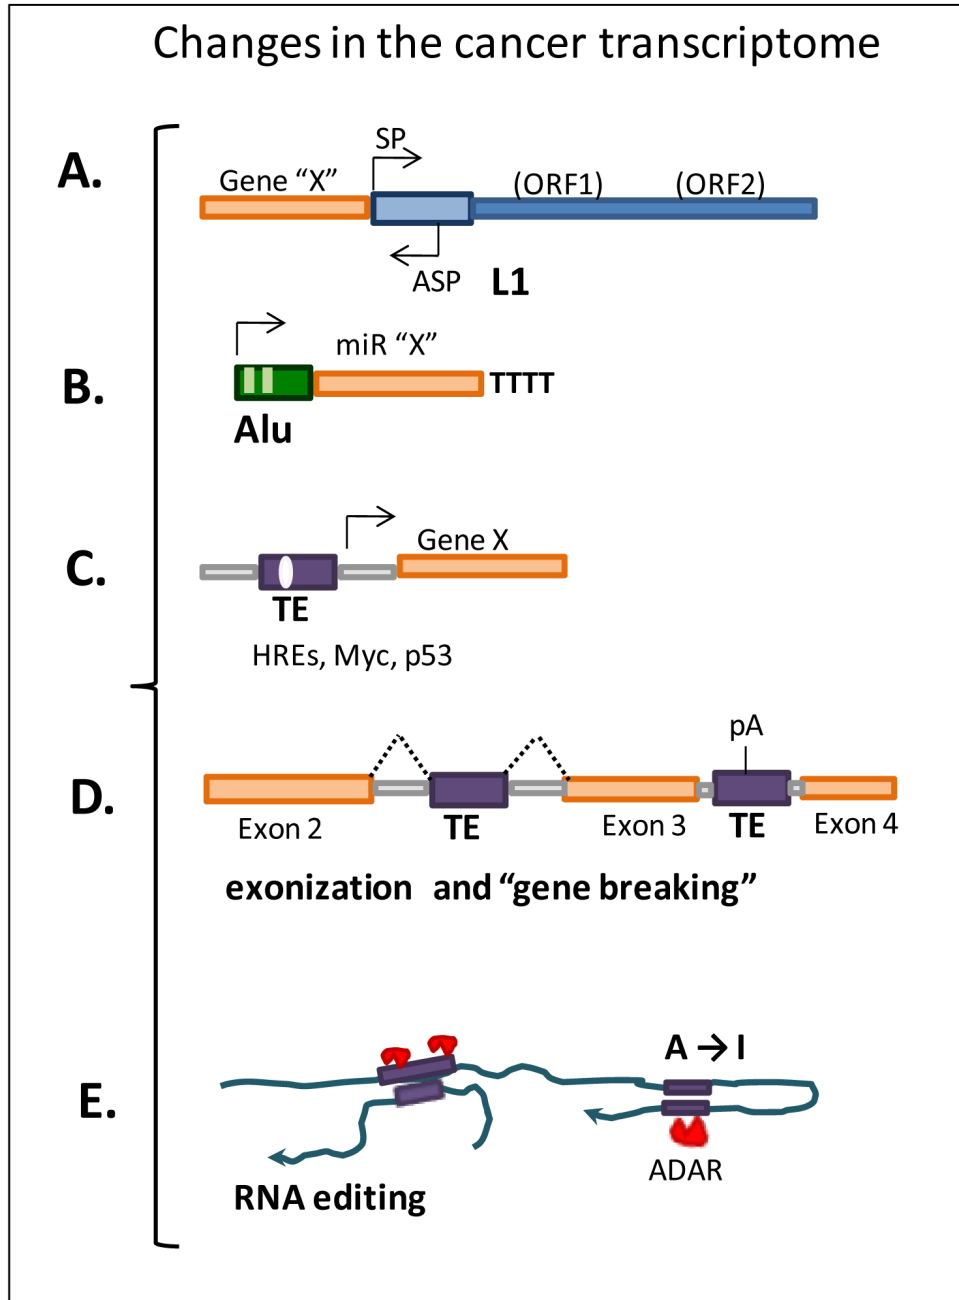 Changes in the cancer transcriptome
A.
SP
Gene “X”
(ORF1)
(ORF2)
ASP
L1
B.
miR “X”
TTTT
Alu
C.
Gene X
TE
HREs, Myc, p53
D.
pA
Exon 2
TE
Exon 3
TE
Exon 4
exonization and “gene breaking”
E.
A → I
ADAR
RNA editing